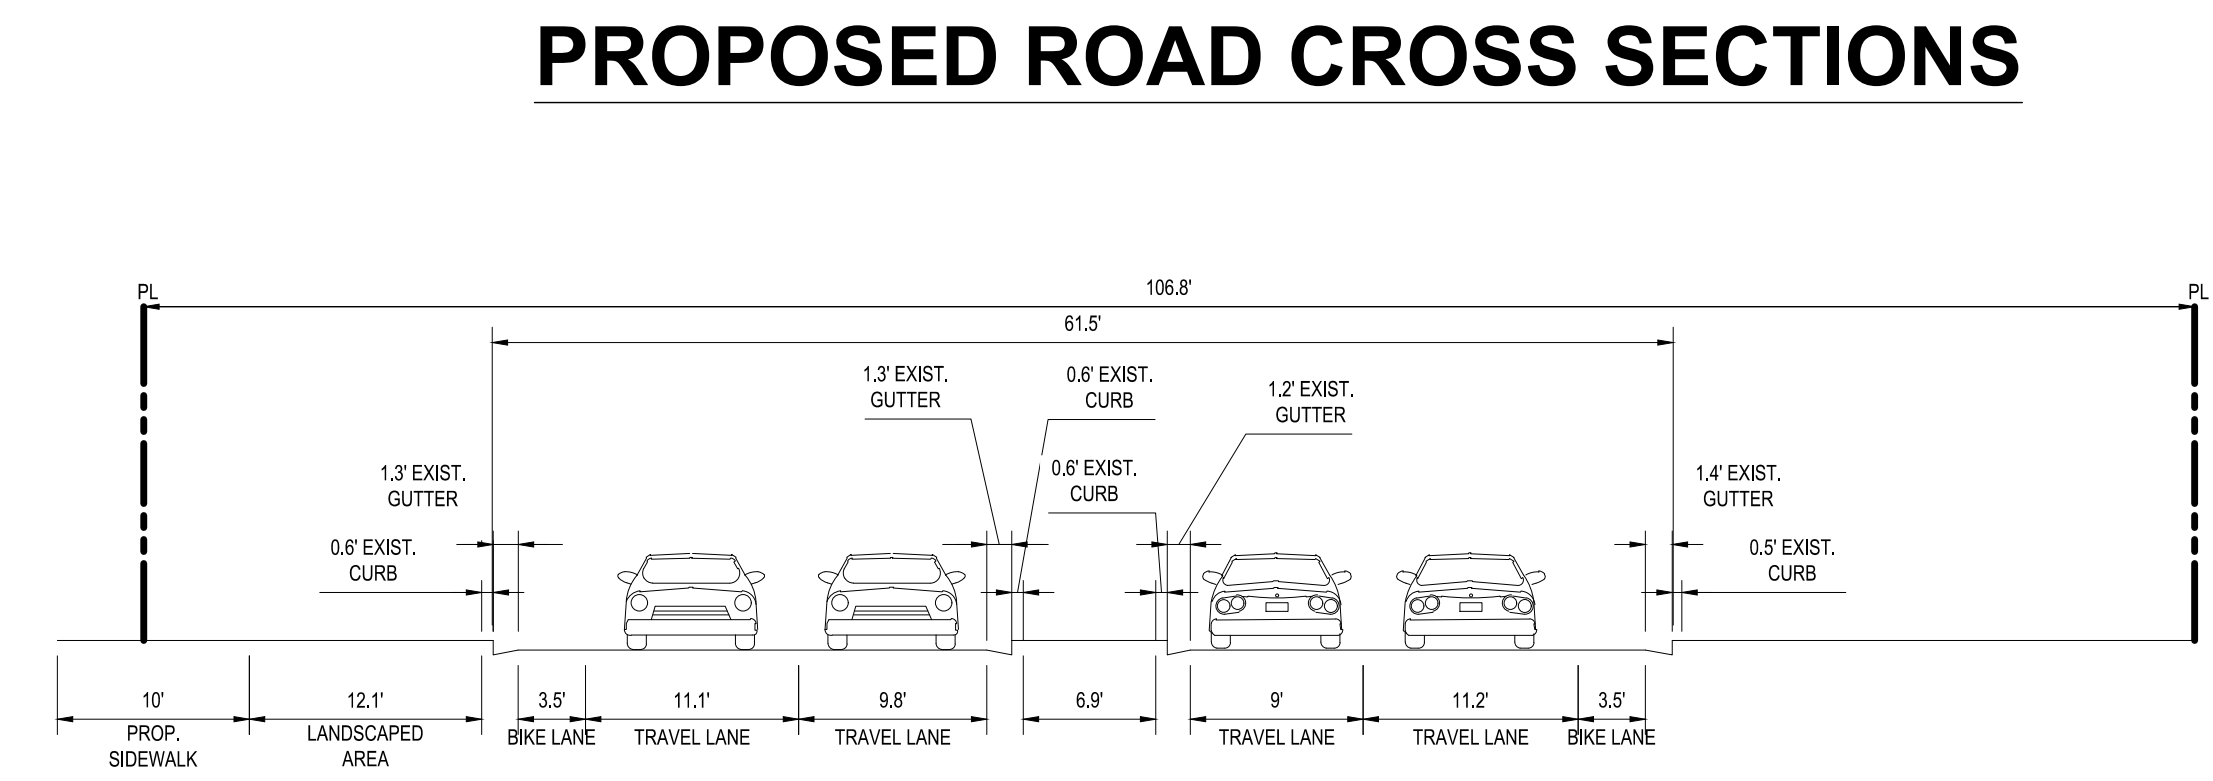 PROPOSED ROAD CROSS SECTIONS
PL
106.8'
PL
61.5'
1.3' EXIST.
GUTTER
0.6' EXIST.
CURB
1.2' EXIST.
GUTTER
0.6' EXIST.
CURB
1.3' EXIST.
GUTTER
1.4' EXIST.
GUTTER
0.6' EXIST.
CURB
0.5' EXIST.
CURB
10'
PROP.
SIDEWALK
12.1'
LANDSCAPED
AREA
3.5'
BIKE LANE
11.1'
TRAVEL LANE
9.8'
TRAVEL LANE
6.9'
9'
TRAVEL LANE
11.2'
TRAVEL LANE
3.5'
BIKE LANE